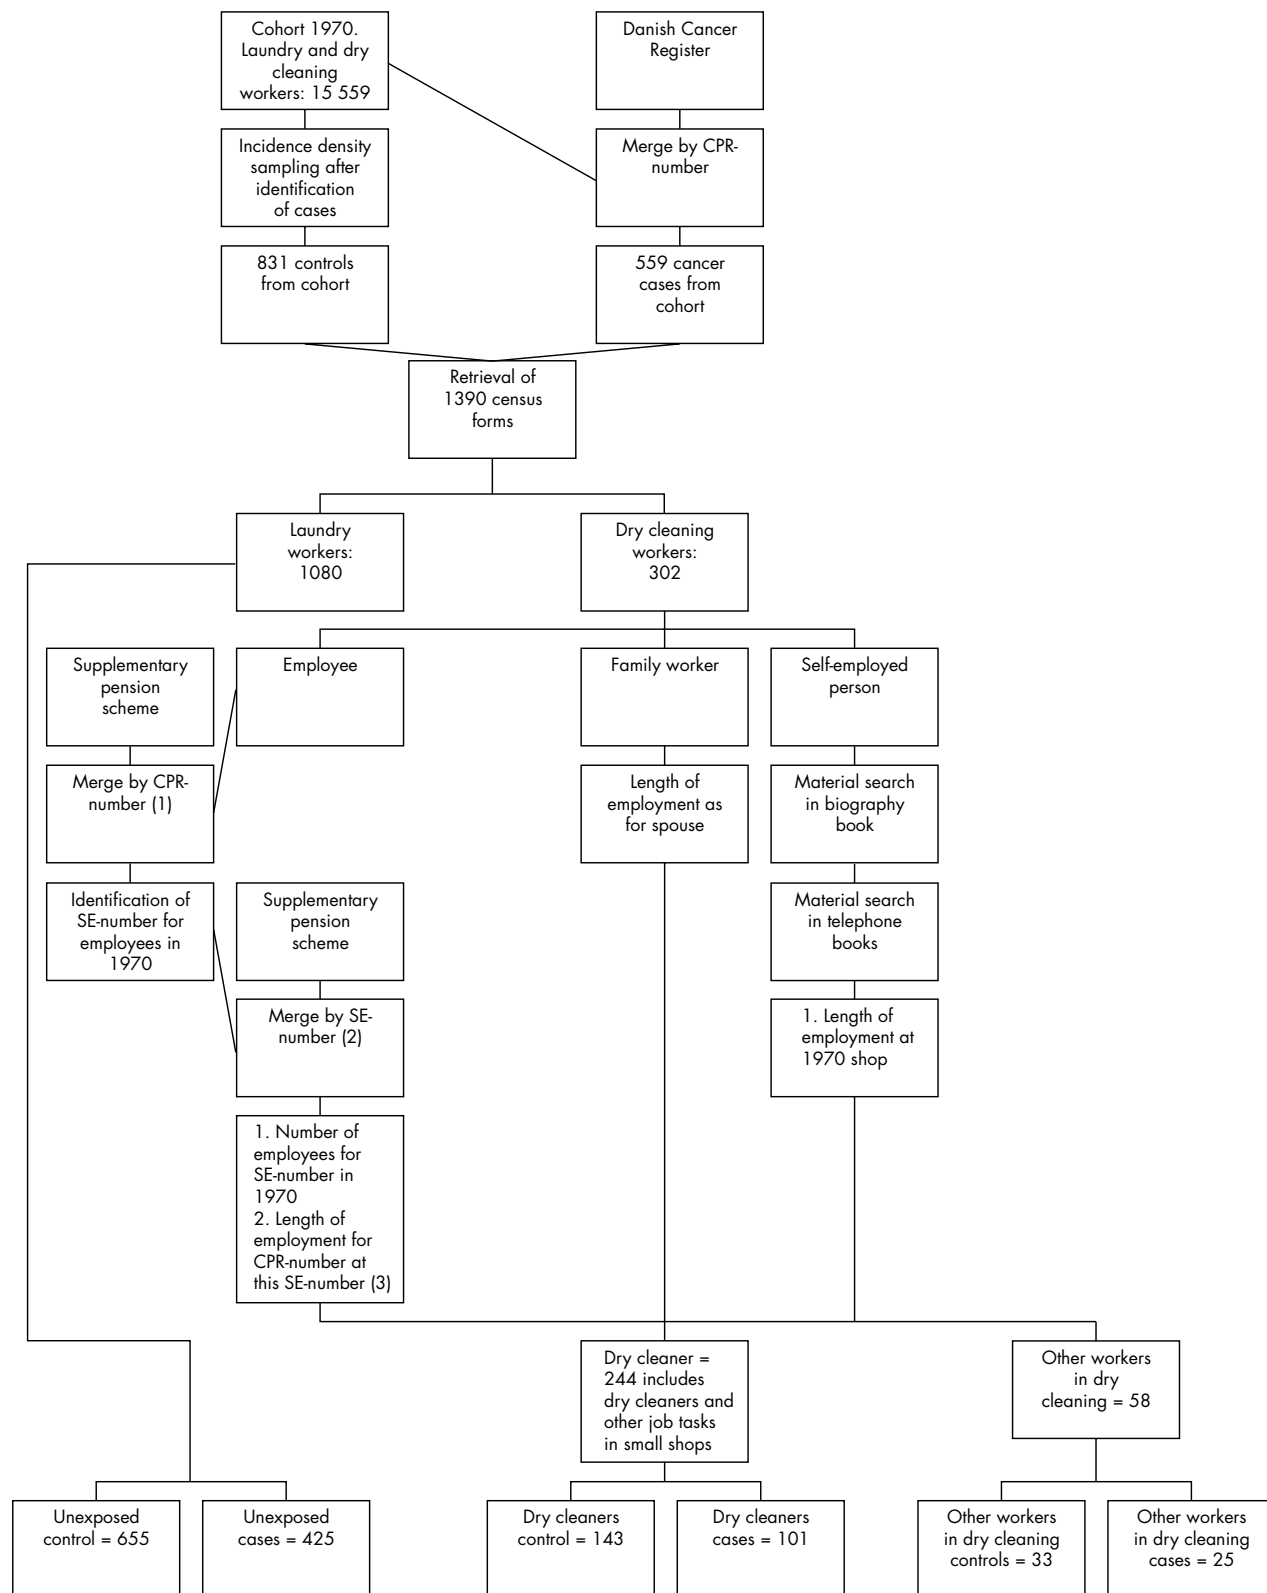 Cohort 1970.
Laundry and dry
cleaning
workers: 15 559
Danish Cancer
Register
Incidence density
sampling after
identification
of cases
Merge by CPR-
number
831 controls
from cohort
559 cancer
cases from
cohort
Retrieval of
1390 census
forms
Laundry
workers:
1080
Dry cleaning
workers:
302
Supplementary
pension
scheme
Employee
Family worker
Self-employed
person
Merge by CPR-
number (1)
Length of
employment as
for spouse
Material search
in biography
book
Identification of
SE-number for
employees in
1970
Supplementary
pension
scheme
Material search
in telephone
books
Merge by SE-
number (2)
1. Length of
employment at
1970 shop
1. Number of
employees for
SE-number in
1970
2. Length of
employment for
CPR-number at
this SE-number (3)
Dry cleaner =
244 includes
dry cleaners and
other job tasks
in small shops
Other workers
in dry
cleaning = 58
Unexposed
control = 655
Unexposed
cases = 425
Dry cleaners
control = 143
Dry cleaners
cases = 101
Other workers
in dry cleaning
controls = 33
Other workers
in dry cleaning
cases = 25